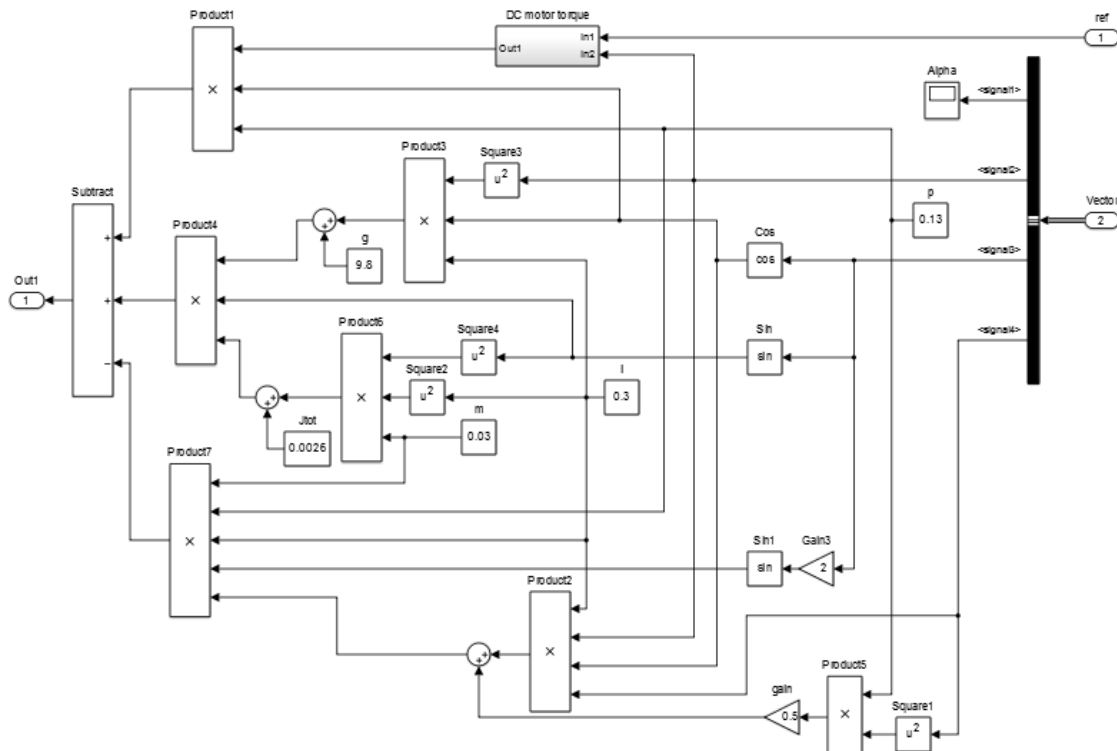 Product1
DC motor torque
ref
In1
Out1
In2
1
×
Alpha
<signal1>
Product3
Square3
u²
<signal2>
Subtract
p
Vector
Product4
×
0.13
2
+
+
+
g
Cos
9.8
cos
<signal3>
Out1
1
+
×
Product6
Square4
Sin
<signal4>
u²
sin
−
Square2
l
×
u²
0.3
+
+
Jtot
m
0.0026
0.03
Product7
×
Sin1
Gain3
sin
2
Product2
×
+
+
Product5
gain
Square1
0.5
×
u²